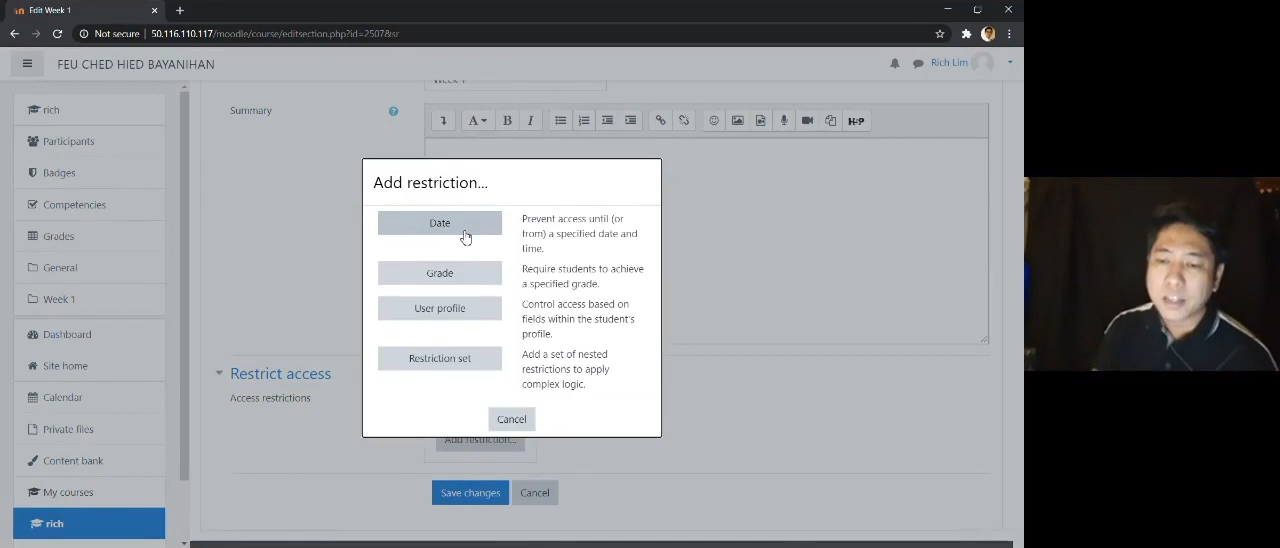 Edit Week 1
Not secure | 50.116.110.117/moodle/course/editsection.php?id=2507&sr
FEU CHED HIED BAYANIHAN
Rich Lim
rich
Participants
Badges
Competencies
Grades
General
Week 1
Dashboard
Site home
Calendar
Private files
Content bank
My courses
rich
Week 1
Summary
A
B
I
H-P
Add restriction...
Date
Prevent access until (or
from) a specified date and
time.
Grade
Require students to achieve
a specified grade.
User profile
Control access based on
fields within the student's
profile.
Restriction set
Add a set of nested
restrictions to apply
complex logic.
Cancel
Restrict access
Access restrictions
Add restriction...
Save changes
Cancel